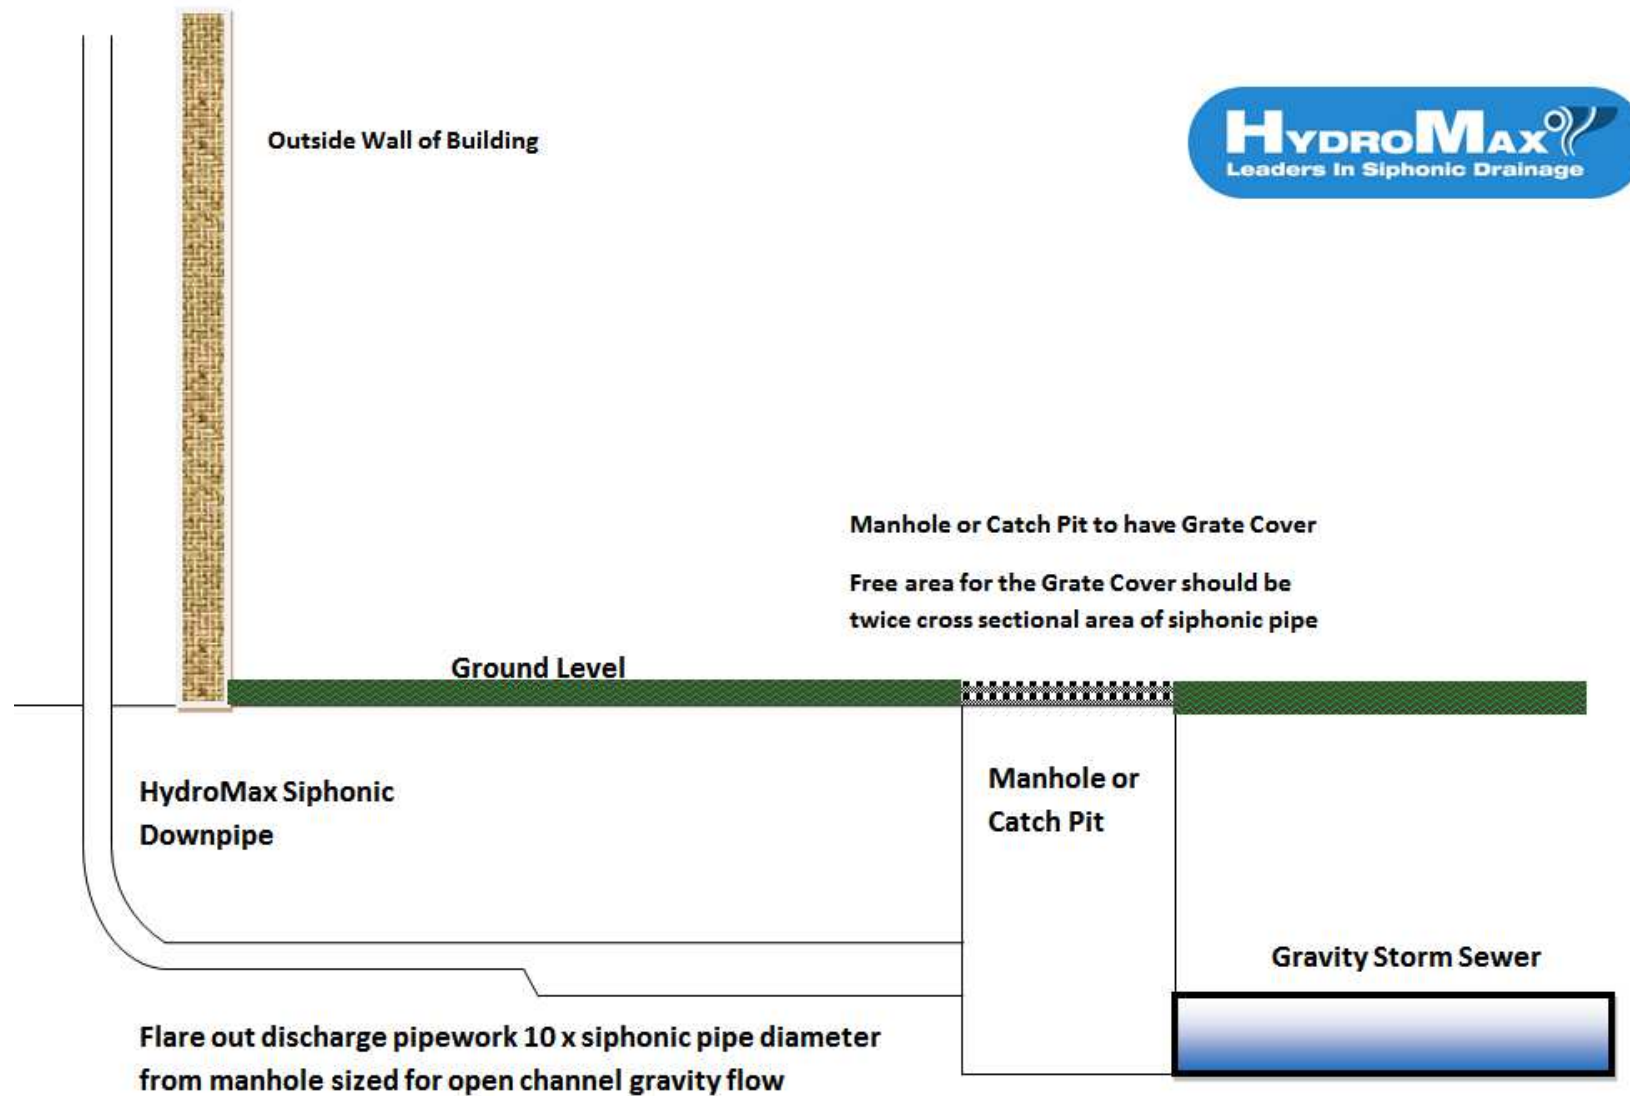 Outside Wall of Building
HYDROMAX
Leaders In Siphonic Drainage
Manhole or Catch Pit to have Grate Cover
Free area for the Grate Cover should be
twice cross sectional area of siphonic pipe
Ground Level
HydroMax Siphonic
Downpipe
Manhole or
Catch Pit
Gravity Storm Sewer
Flare out discharge pipework 10 x siphonic pipe diameter
from manhole sized for open channel gravity flow